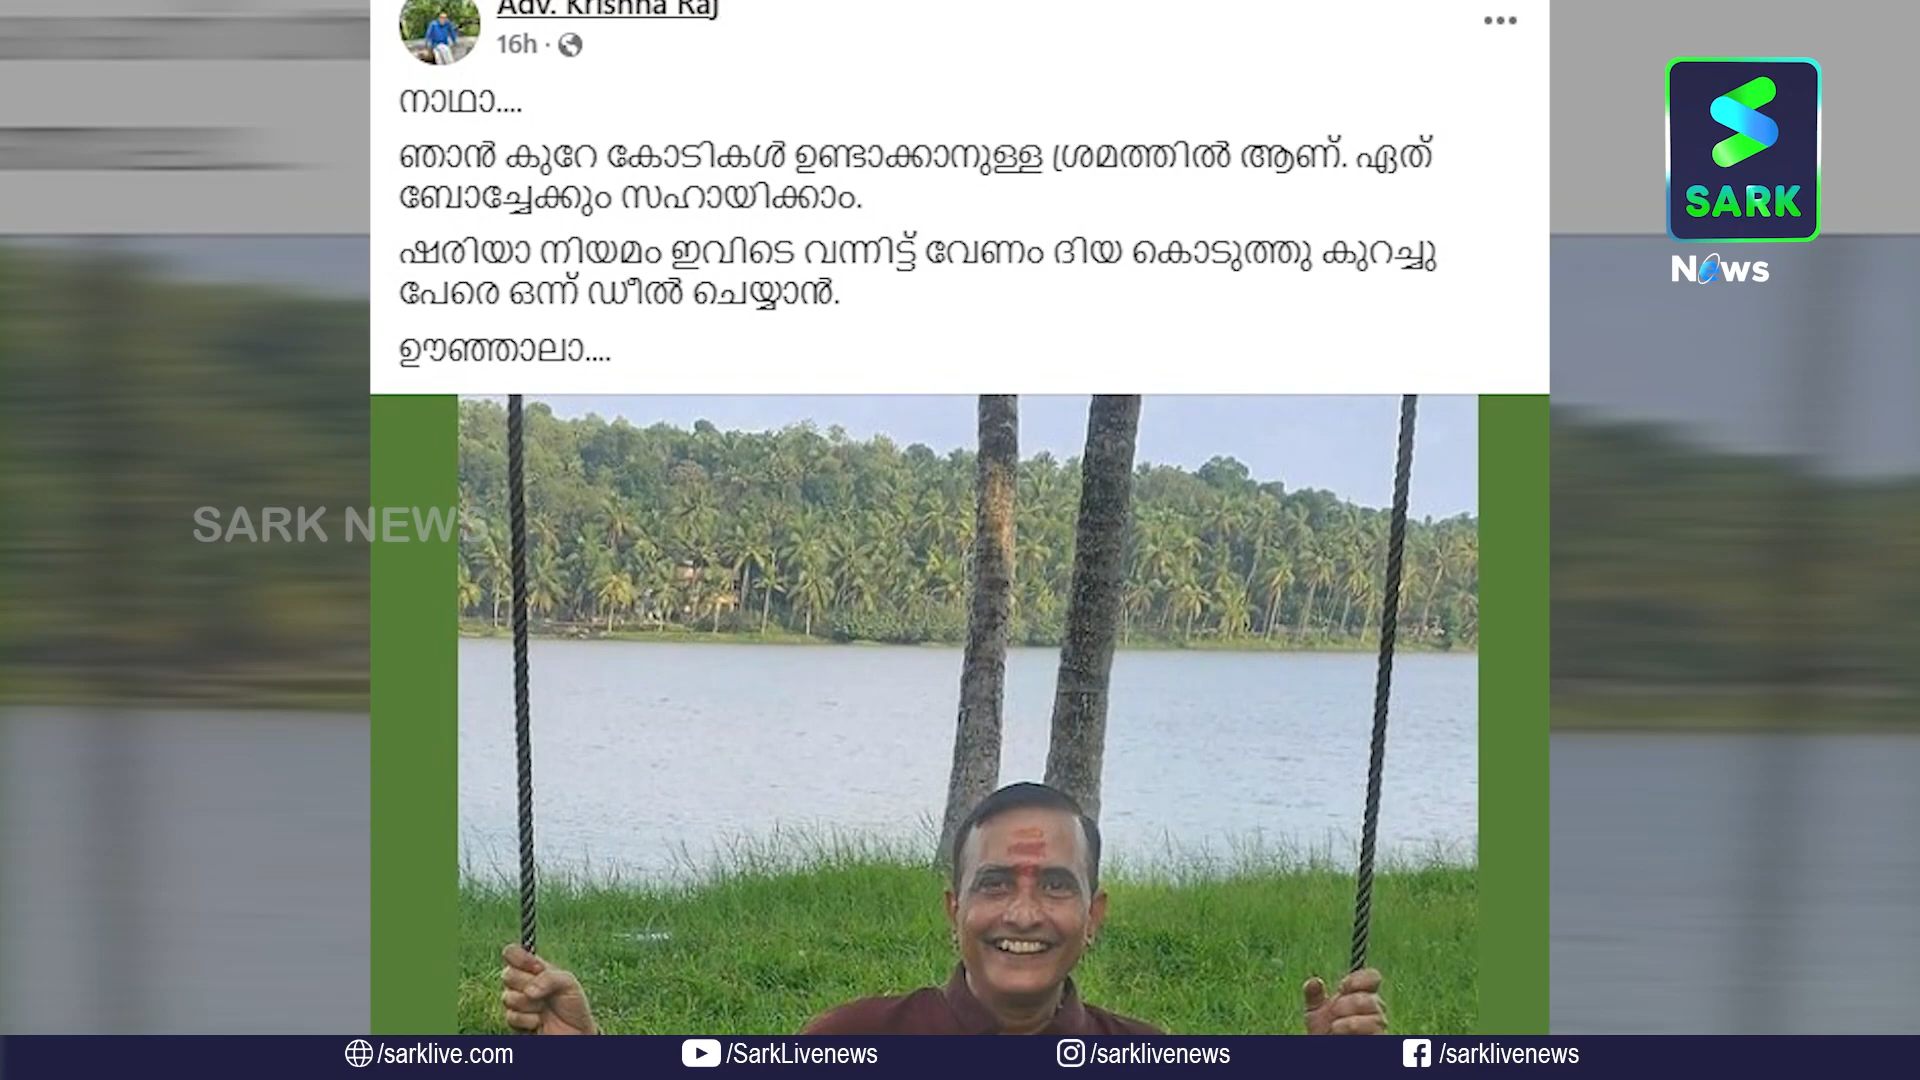 Adv. Krishna Raj
16h ·
നാഥാ....
ഞാൻ കുറേ കോടികൾ ഉണ്ടാക്കാനുള്ള ശ്രമത്തിൽ ആണ്. ഏത്
ബോച്ചേക്കും സഹായിക്കാം.
ഷരിയാ നിയമം ഇവിടെ വന്നിട്ട് വേണം ദിയ കൊടുത്തു കുറച്ചു
പേരെ ഒന്ന് ഡീൽ ചെയ്യാൻ.
ഊഞ്ഞാലാ....
SARK
News
SARK NEWS
/sarklive.com
/SarkLivenews
/sarklivenews
/sarklivenews